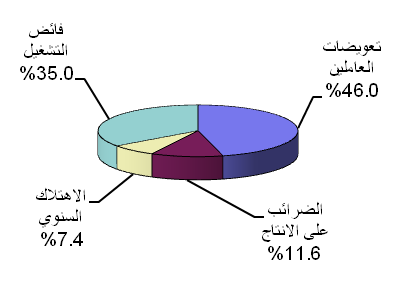 تعويضات
العاملين
%46.0
فائض
التشغيل
%35.0
الاهتلاك
السنوي
%7.4
الضرائب
على الانتاج
%11.6